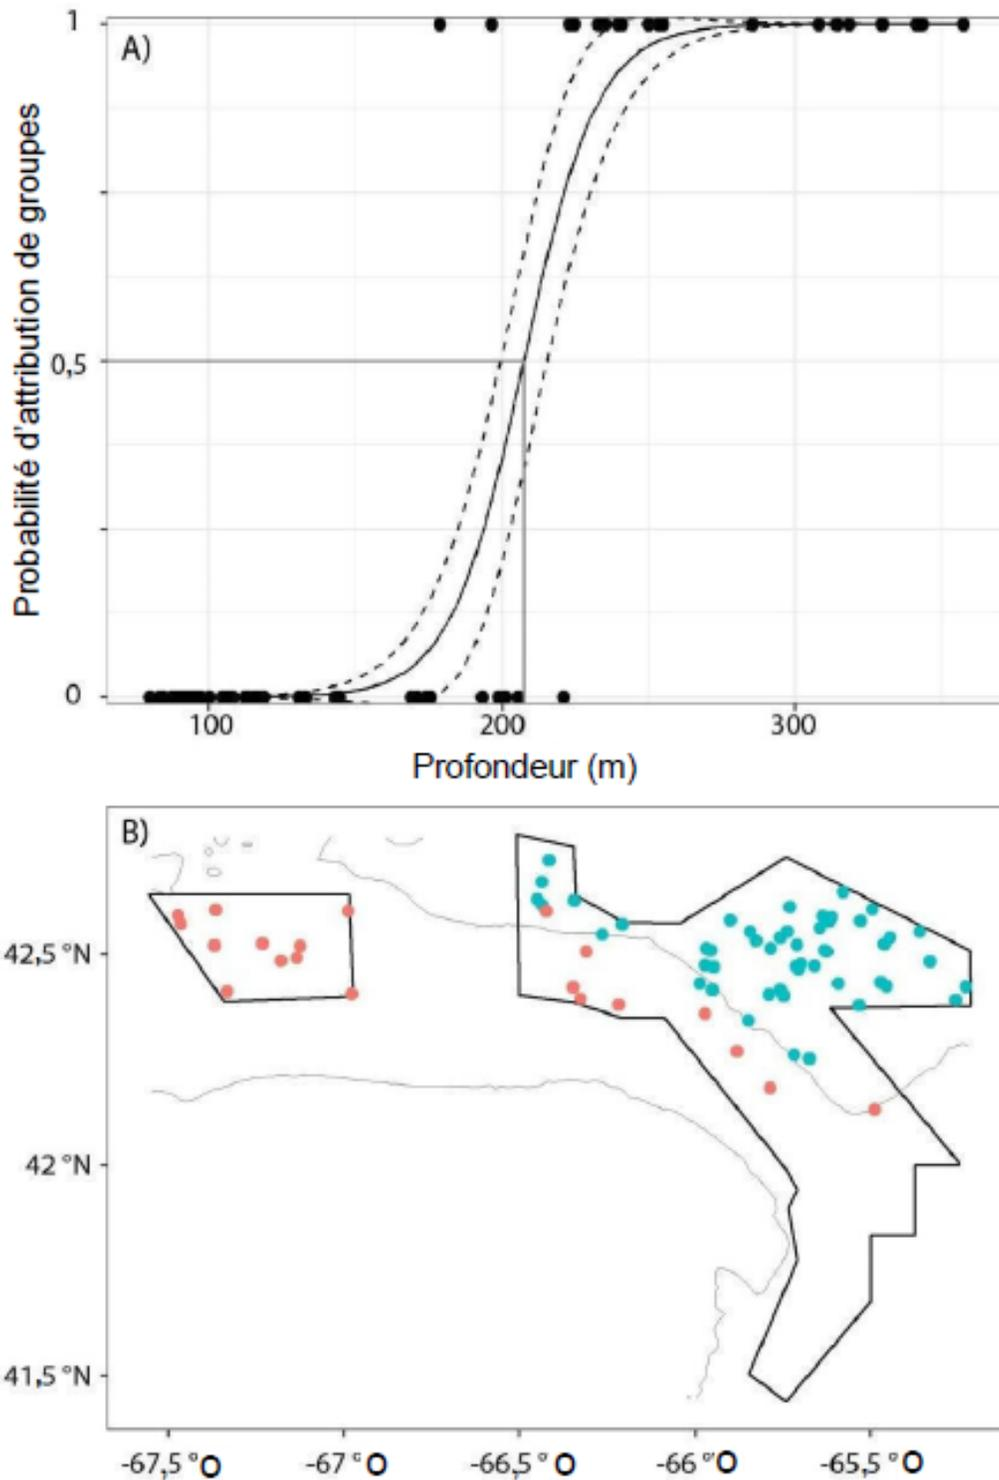 A)
Probabilité d'attribution de groupes
1
0,5
0
100 200 300
Profondeur (m)
B)
42,5 °N
42 °N
41,5 °N
-67,5 °O -67 °O -66,5 °O -66 °O -65,5 °O